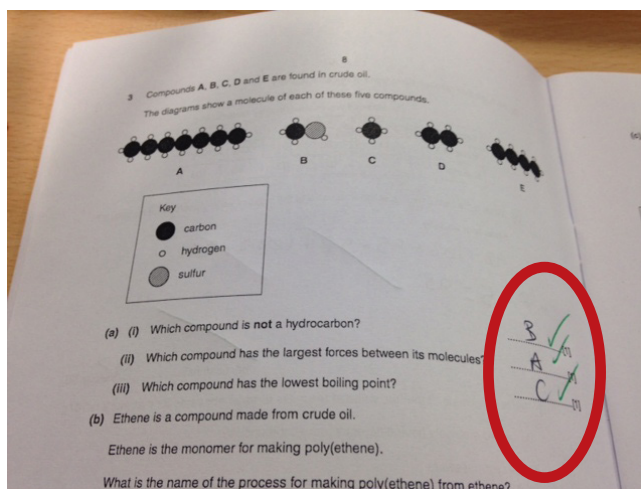 8
3 Compounds A, B, C, D and E are found in crude oil.
The diagrams show a molecule of each of these five compounds.
A
B
C
D
E
Key
carbon
hydrogen
sulfur
(a) (i) Which compound is not a hydrocarbon?
B [1]
(ii) Which compound has the largest forces between its molecules?
A [1]
(iii) Which compound has the lowest boiling point?
C [1]
(b) Ethene is a compound made from crude oil.
Ethene is the monomer for making poly(ethene).
What is the name of the process for making poly(ethene) from ethene?